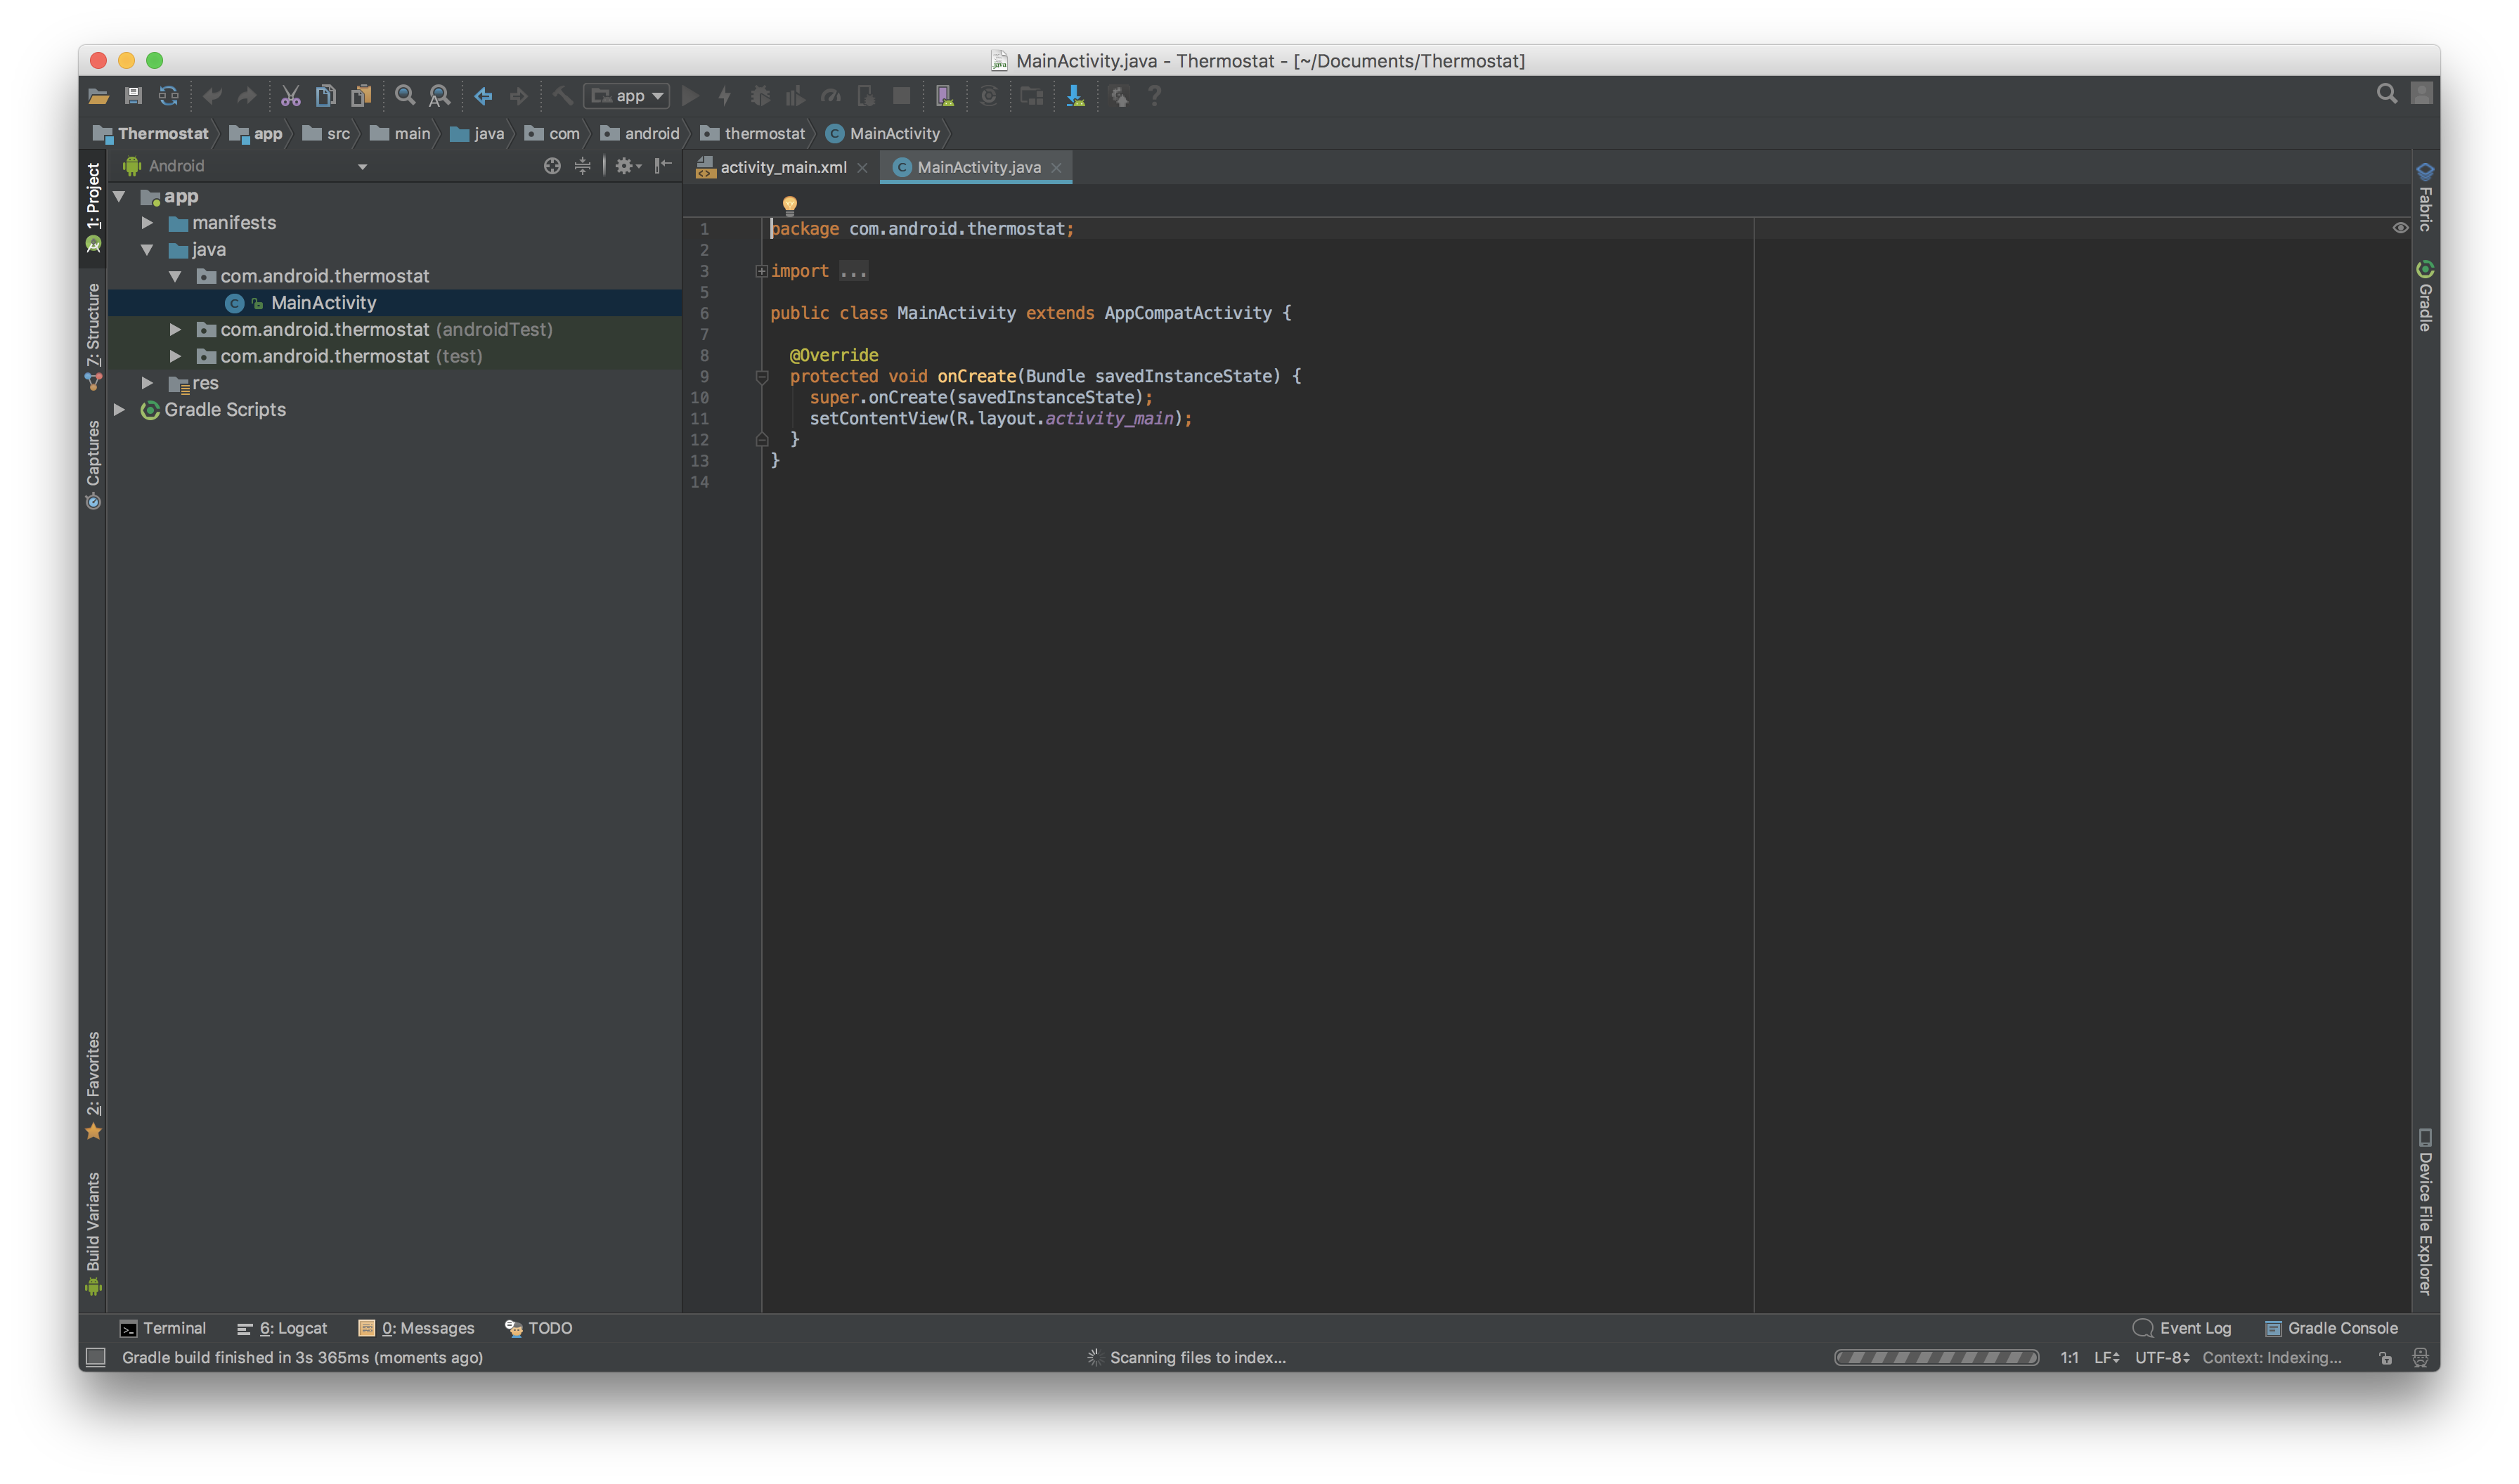 MainActivity.java - Thermostat - [~/Documents/Thermostat]
app
Thermostat app src main java com android thermostat MainActivity
1: Project
Z: Structure
Captures
2: Favorites
Build Variants
Android
app
manifests
java
com.android.thermostat
MainActivity
com.android.thermostat (androidTest)
com.android.thermostat (test)
res
Gradle Scripts
activity_main.xml MainActivity.java
1 package com.android.thermostat;
2
3 import ...
5
6 public class MainActivity extends AppCompatActivity {
7
8 @Override
9 protected void onCreate(Bundle savedInstanceState) {
10 super.onCreate(savedInstanceState);
11 setContentView(R.layout.activity_main);
12 }
13 }
14
Fabric
Gradle
Device File Explorer
Terminal 6: Logcat 0: Messages TODO Event Log Gradle Console
Gradle build finished in 3s 365ms (moments ago) Scanning files to index... 1:1 LF UTF-8 Context: Indexing...